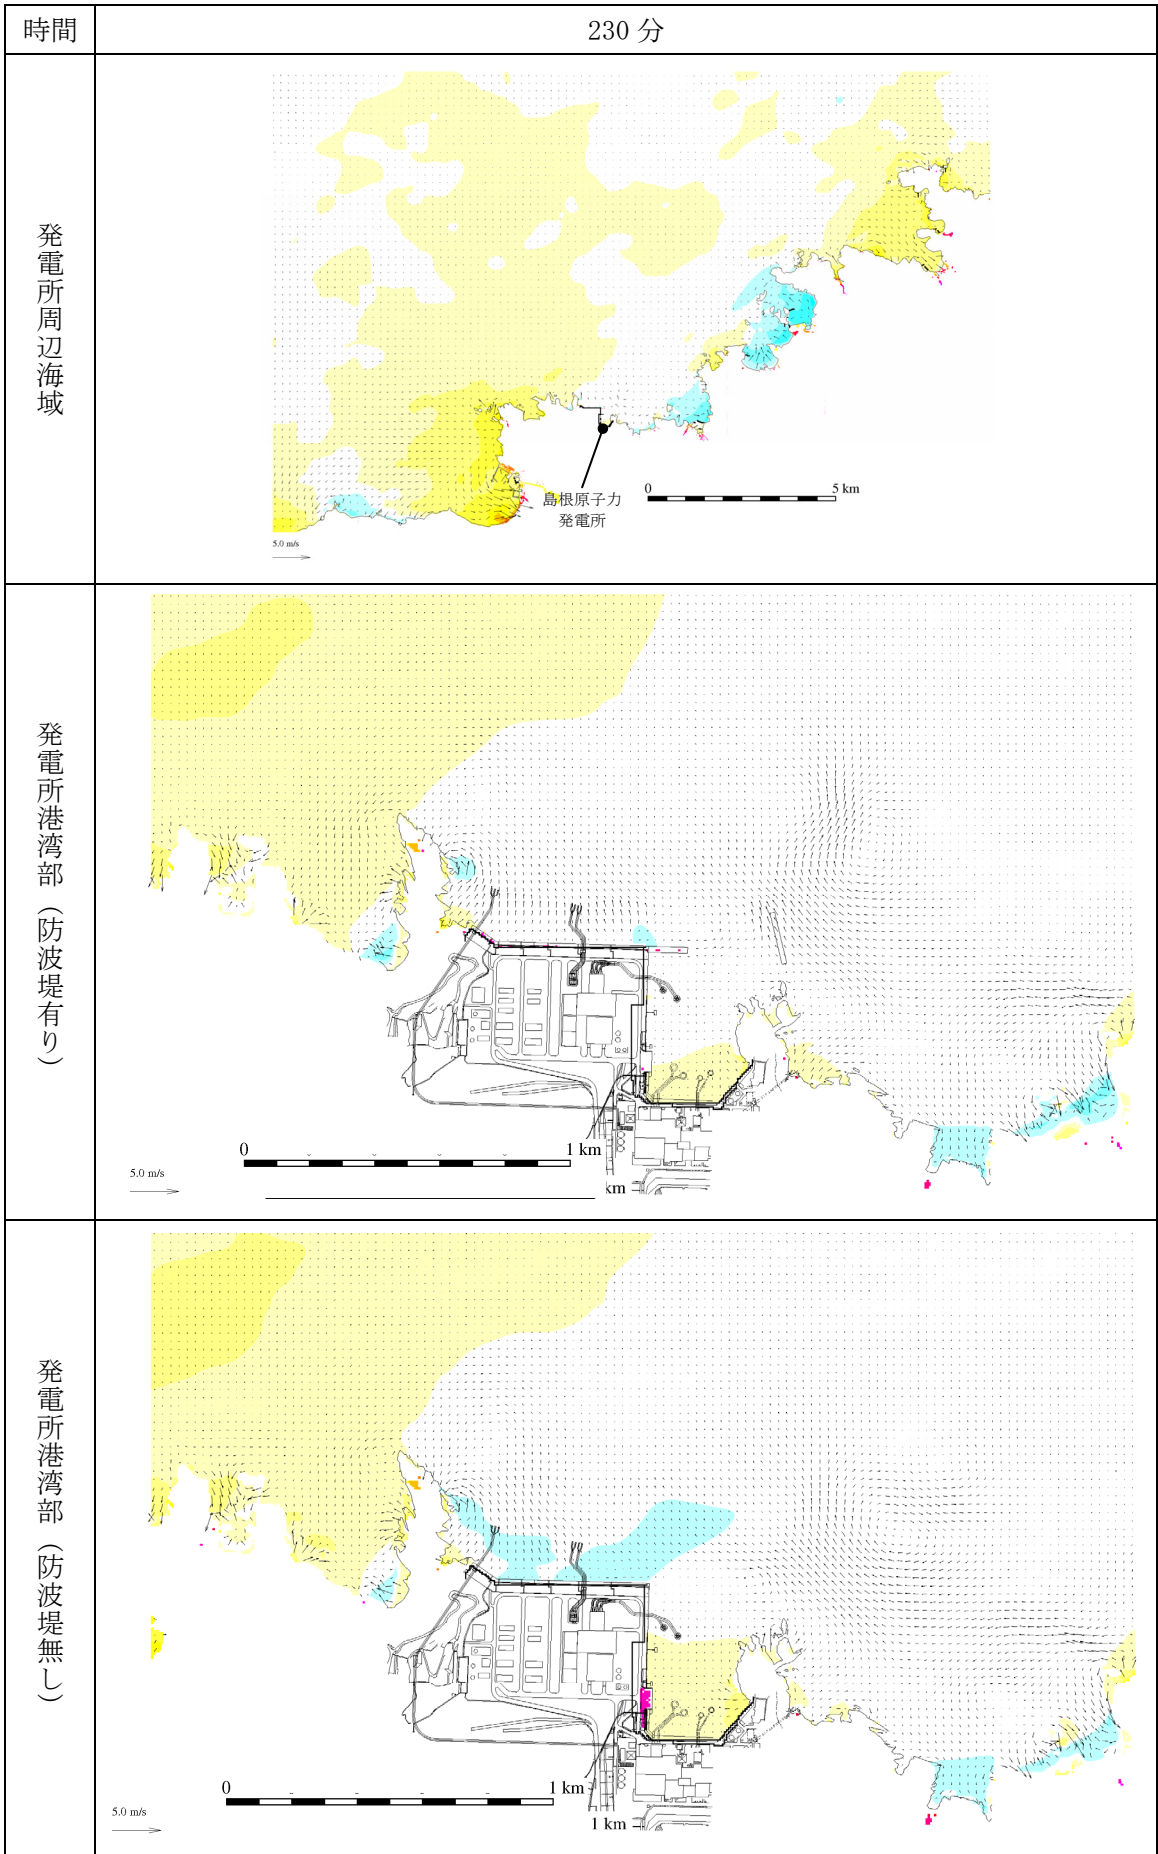 時間
230 分
発電所周辺海域
島根原子力
発電所
0 5 km
5.0 m/s
発電所港湾部（防波堤有り）
0 1 km
5.0 m/s
km
発電所港湾部（防波堤無し）
0 1 km
5.0 m/s
1 km